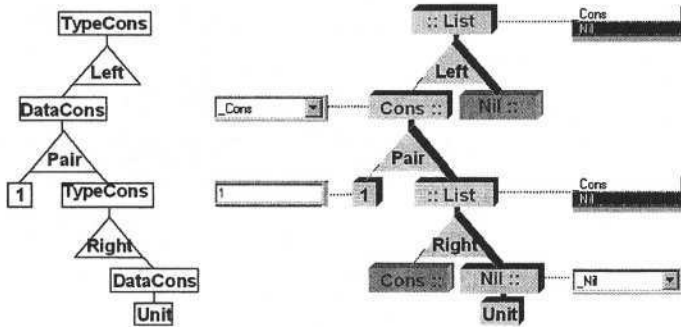 TypeCons
:: List
Cons
Nil
Left
Left
DataCons
_Cons
Cons ::
Nil ::
Pair
Pair
1
TypeCons
1
1
:: List
Cons
Nil
Right
Right
DataCons
Cons ::
Nil ::
_Nil
Unit
Unit